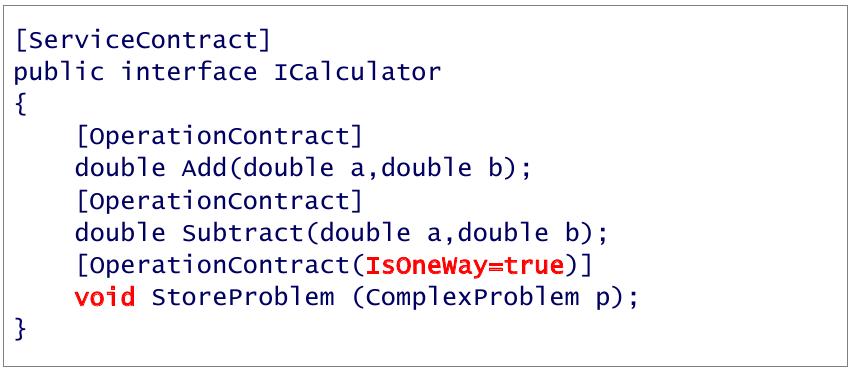 [ServiceContract]
public interface ICalculator
{
    [OperationContract]
    double Add(double a,double b);
    [OperationContract]
    double Subtract(double a,double b);
    [OperationContract(IsOneWay=true)]
    void StoreProblem (ComplexProblem p);
}